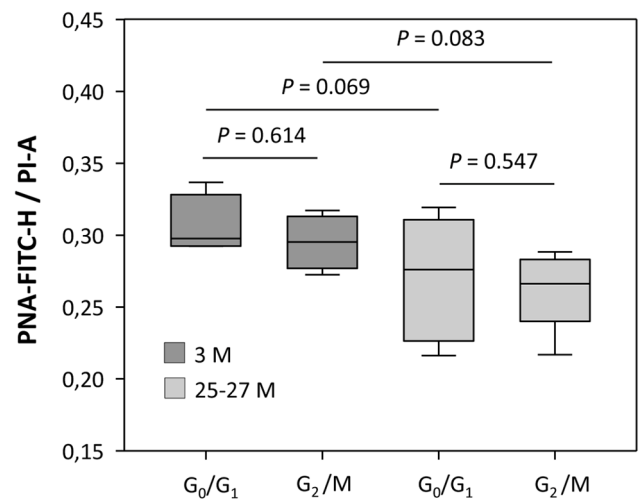 PNA-FITC-H / PI-A
0,45
0,40
0,35
0,30
0,25
0,20
0,15
P = 0.083
P = 0.069
P = 0.614
P = 0.547
3 M
25-27 M
G₀/G₁
G₂/M
G₀/G₁
G₂/M